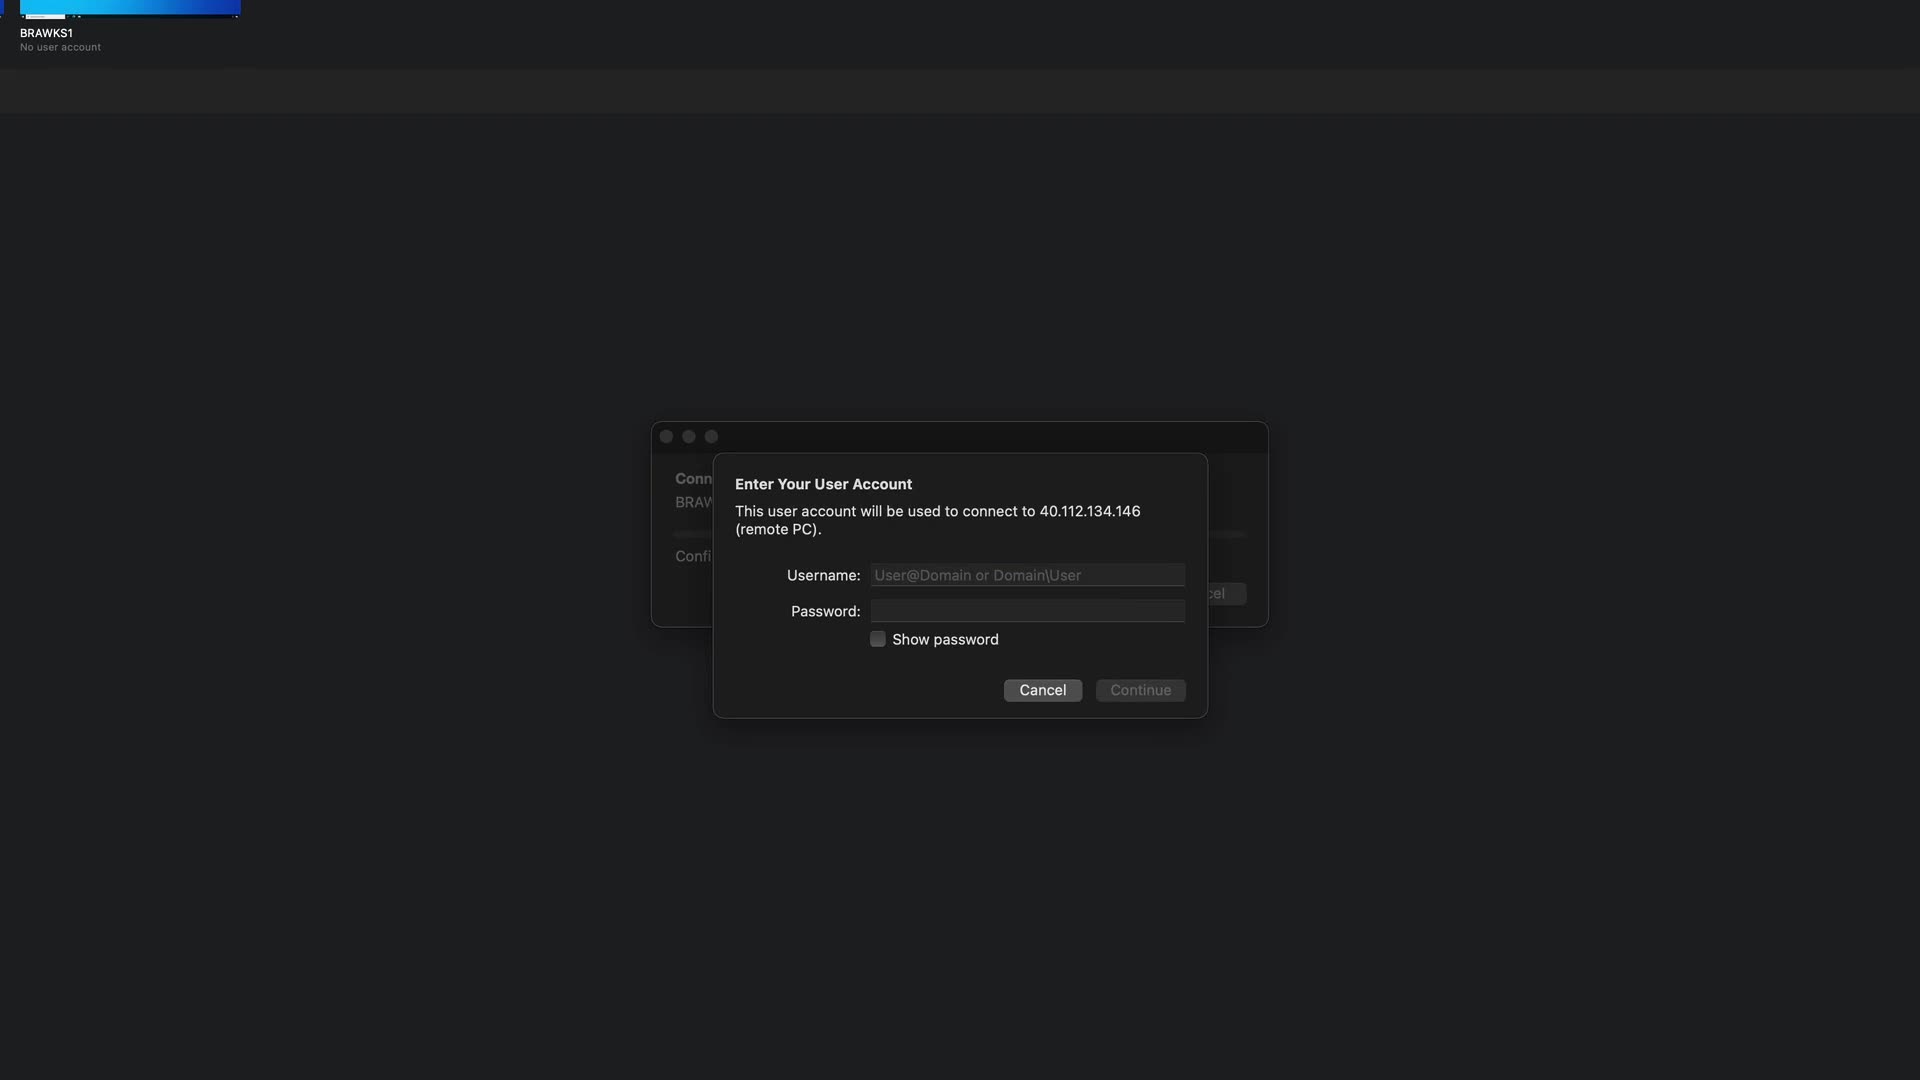 BRAWKS1
No user account
Conn
BRAW
Confi
cel
Enter Your User Account
This user account will be used to connect to 40.112.134.146
(remote PC).
Username: User@Domain or Domain\User
Password:
Show password
Cancel Continue